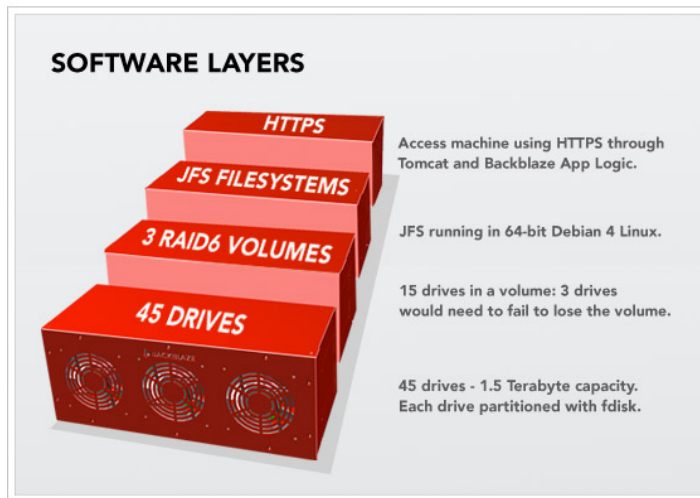 SOFTWARE LAYERS
HTTPS
Access machine using HTTPS through
Tomcat and Backblaze App Logic.
JFS FILESYSTEMS
JFS running in 64-bit Debian 4 Linux.
3 RAID6 VOLUMES
15 drives in a volume: 3 drives
would need to fail to lose the volume.
45 DRIVES
BACKBLAZE
45 drives - 1.5 Terabyte capacity.
Each drive partitioned with fdisk.